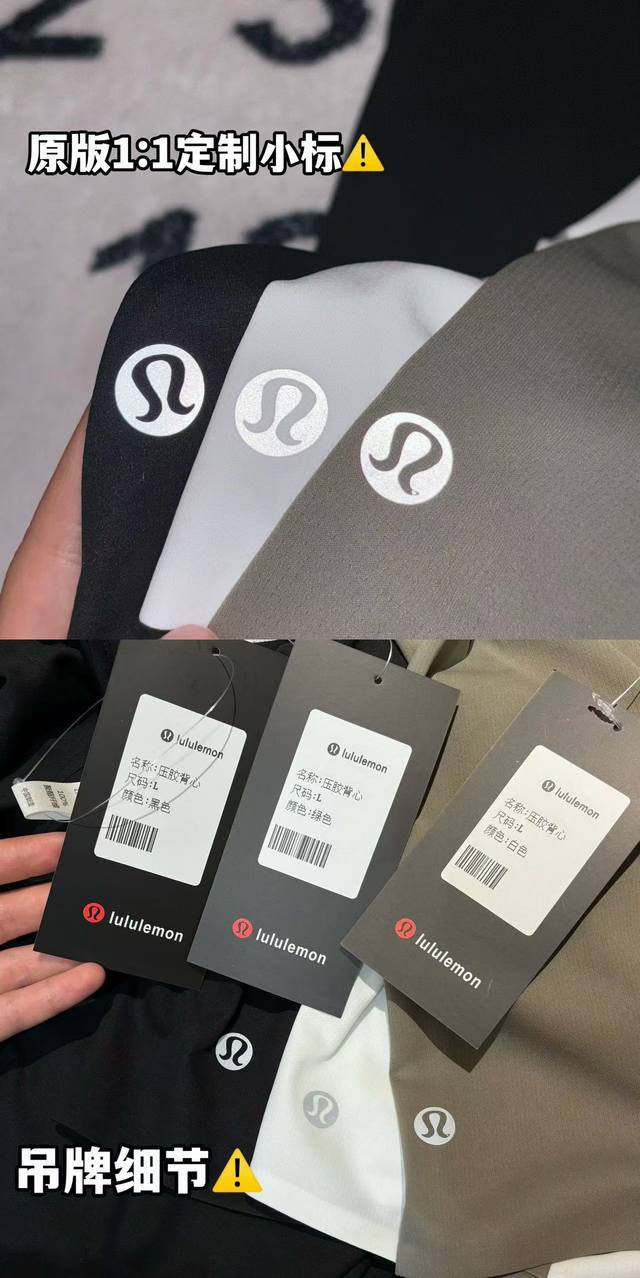 原版1:1定制小标⚠️
lululemon
名称:压胶背心
尺码:L
颜色:黑色
lululemon
lululemon
名称:压胶背心
尺码:L
颜色:绿色
lululemon
lululemon
名称:压胶背心
尺码:L
颜色:白色
lululemon
100%
吊牌细节⚠️